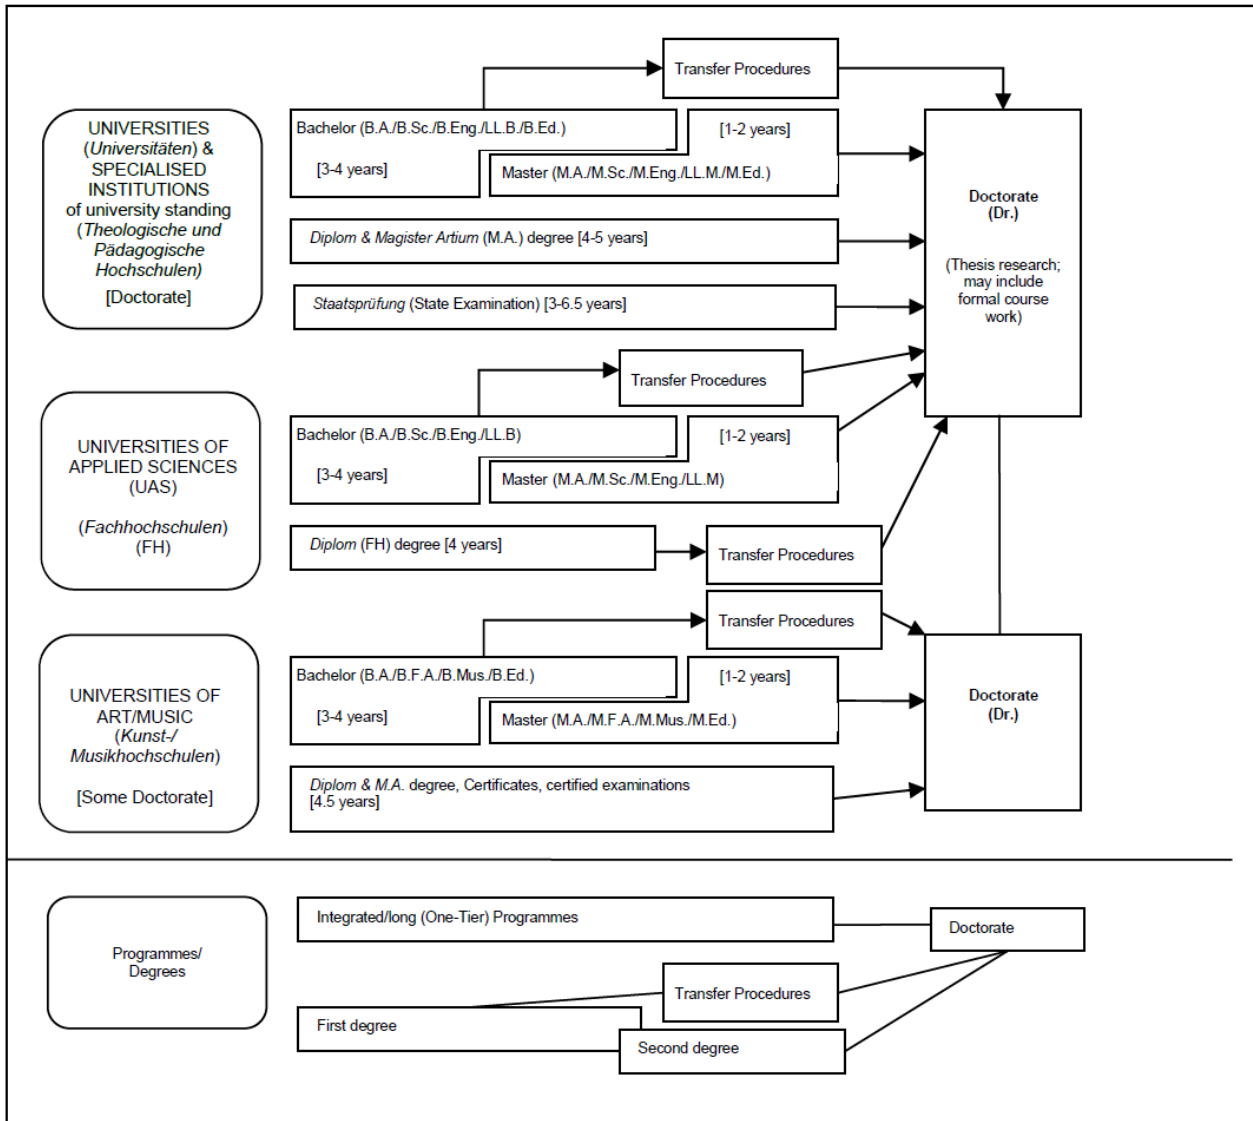 Transfer Procedures
UNIVERSITIES
(Universitäten) &
SPECIALISED
INSTITUTIONS
of university standing
(Theologische und
Pädagogische
Hochschulen)
[Doctorate]
Bachelor (B.A./B.Sc./B.Eng./LL.B./B.Ed.)
[3-4 years]
[1-2 years]
Master (M.A./M.Sc./M.Eng./LL.M./M.Ed.)
Diplom & Magister Artium (M.A.) degree [4-5 years]
Staatsprüfung (State Examination) [3-6.5 years]
Doctorate
(Dr.)
(Thesis research;
may include
formal course
work)
Transfer Procedures
UNIVERSITIES OF
APPLIED SCIENCES
(UAS)
(Fachhochschulen)
(FH)
Bachelor (B.A./B.Sc./B.Eng./LL.B)
[3-4 years]
[1-2 years]
Master (M.A./M.Sc./M.Eng./LL.M)
Diplom (FH) degree [4 years]
Transfer Procedures
Transfer Procedures
UNIVERSITIES OF
ART/MUSIC
(Kunst-/
Musikhochschulen)
[Some Doctorate]
Bachelor (B.A./B.F.A./B.Mus./B.Ed.)
[3-4 years]
[1-2 years]
Master (M.A./M.F.A./M.Mus./M.Ed.)
Diplom & M.A. degree, Certificates, certified examinations
[4.5 years]
Doctorate
(Dr.)
Programmes/
Degrees
Integrated/long (One-Tier) Programmes
Doctorate
Transfer Procedures
First degree
Second degree